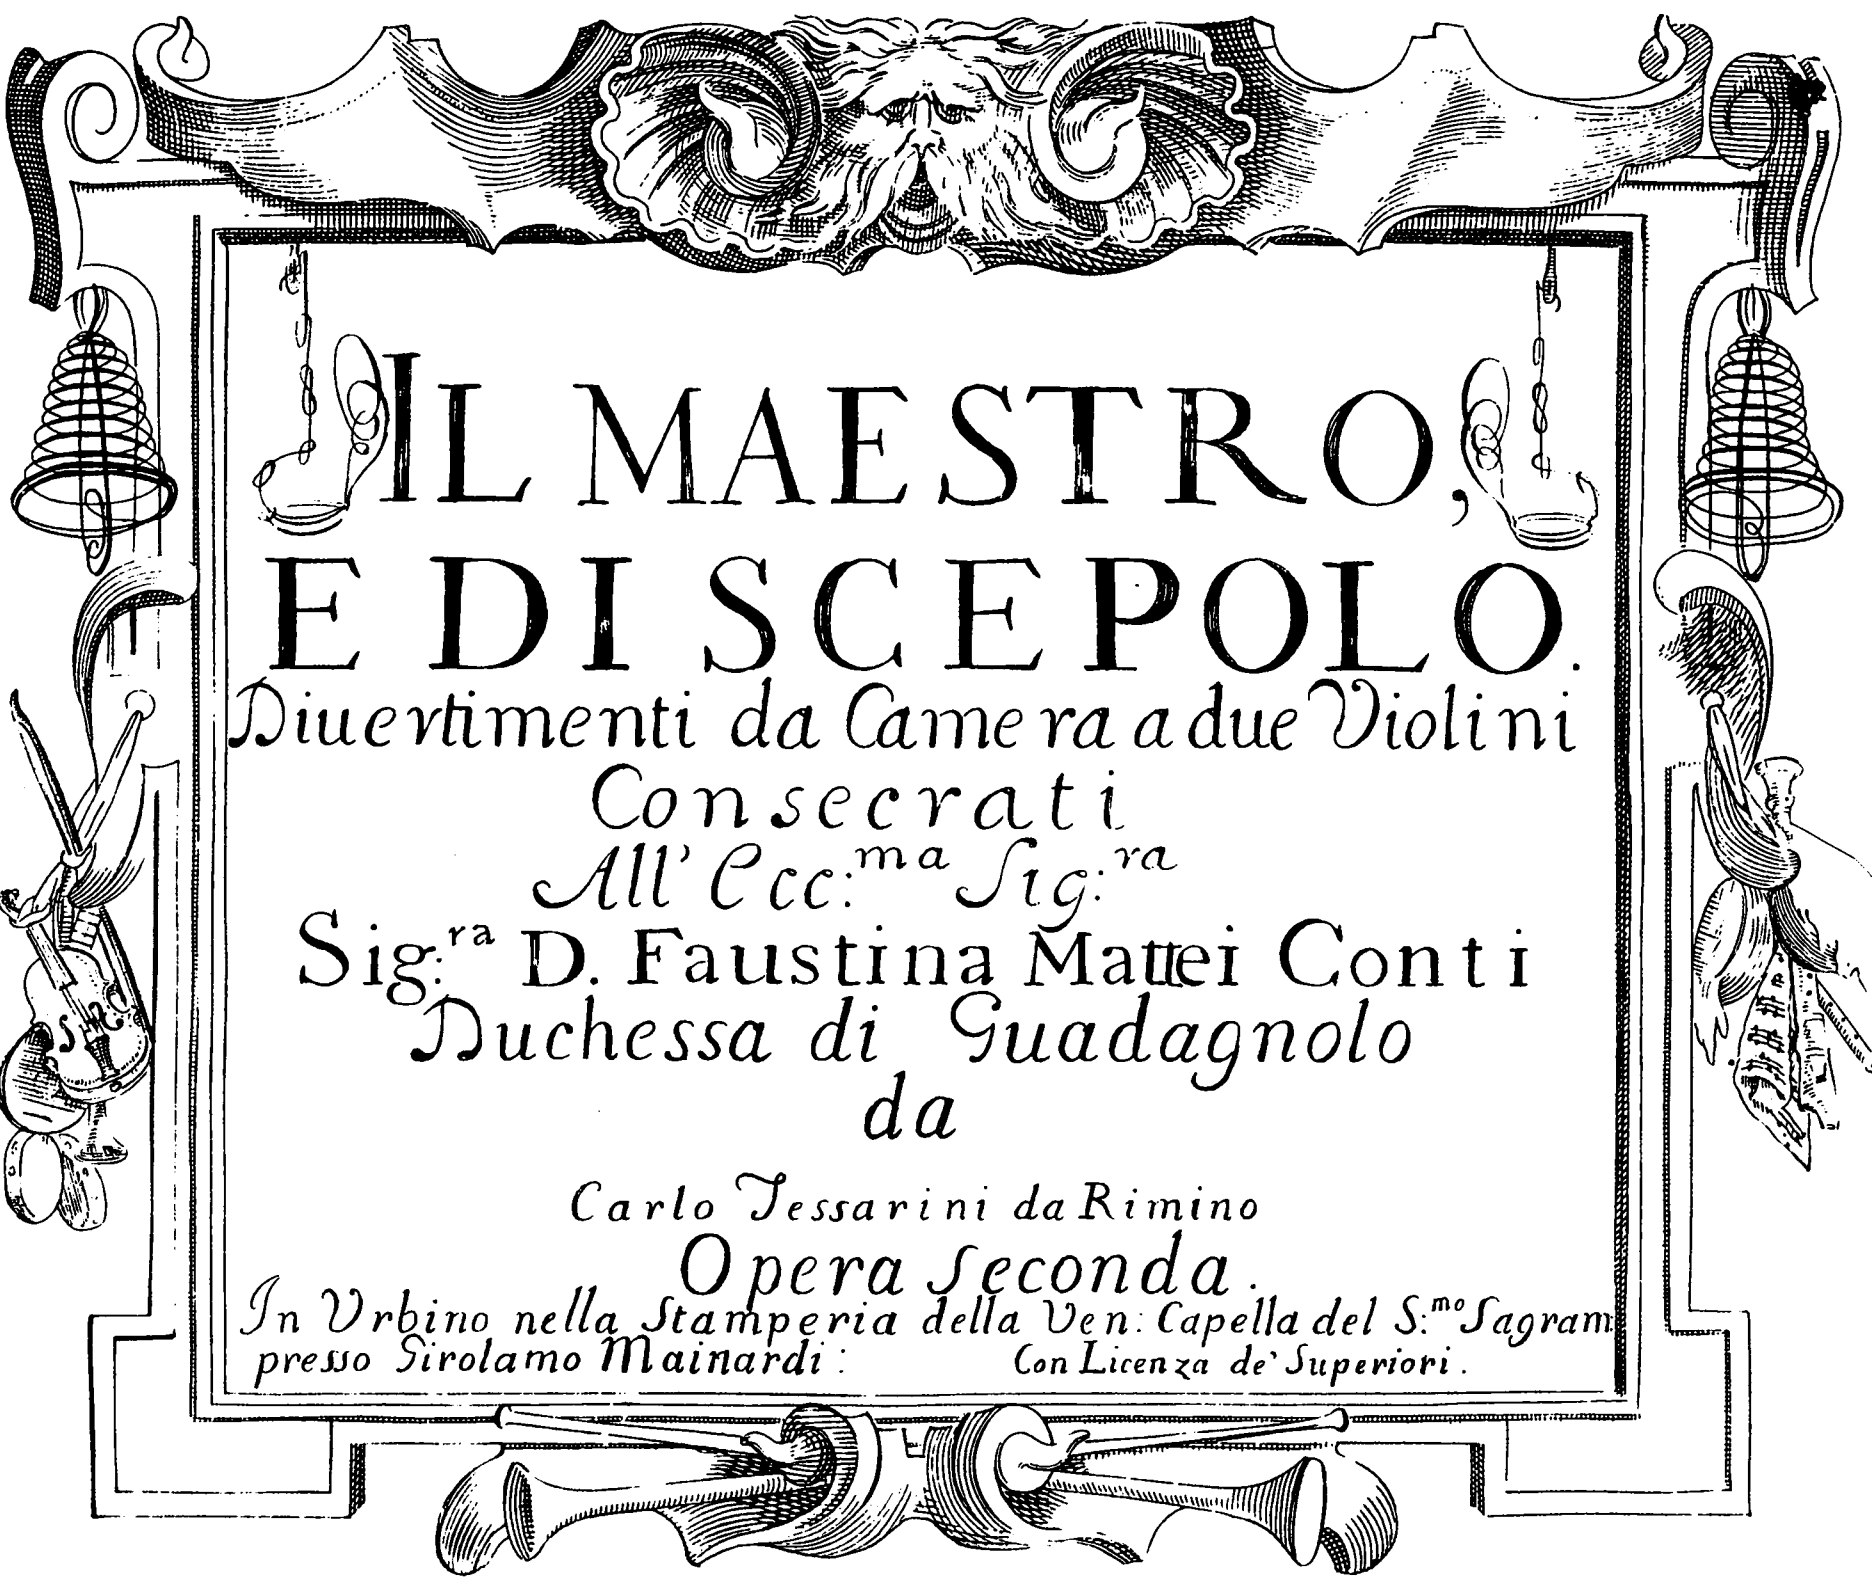 IL MAESTRO,
E DISCEPOLO.
Diuertimenti da Camera a due Violini
Consecrati
All' Ecc:ma Sig:ra
Sig:ra D. Faustina Mattei Conti
Duchessa di Guadagnolo
da
Carlo Tessarini da Rimino
Opera Seconda.
In Vrbino nella Stamperia della Ven: Capella del S:mo Sagram:
presso Girolamo Mainardi: Con Licenza de' Superiori.